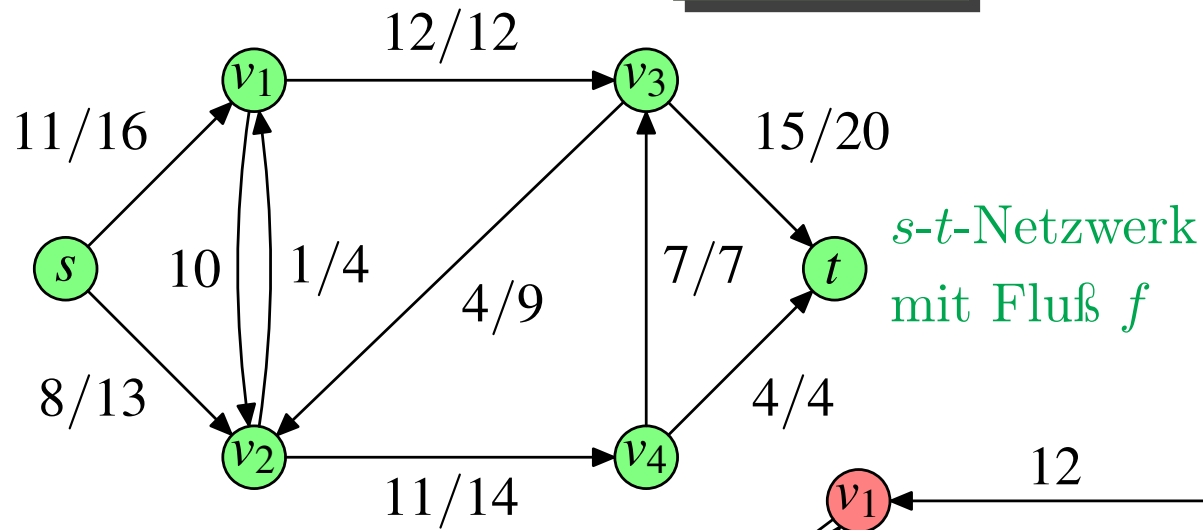 12/12
v1
v3
11/16
15/20
s-t-Netzwerk
s
10
1/4
7/7
t
4/9
mit Fluß f
8/13
4/4
v2
v4
12
11/14
v1